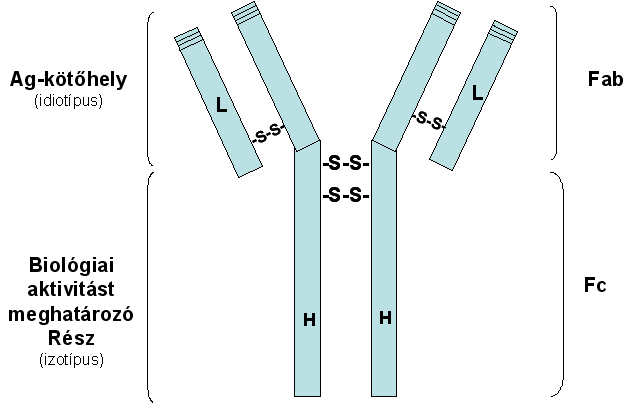 Ag-kötőhely
(idiotípus)
L
L
Fab
-S-S-
-S-S-
-S-S-
-S-S-
Biológiai
aktivitást
meghatározó
Rész
(izotípus)
H
H
Fc